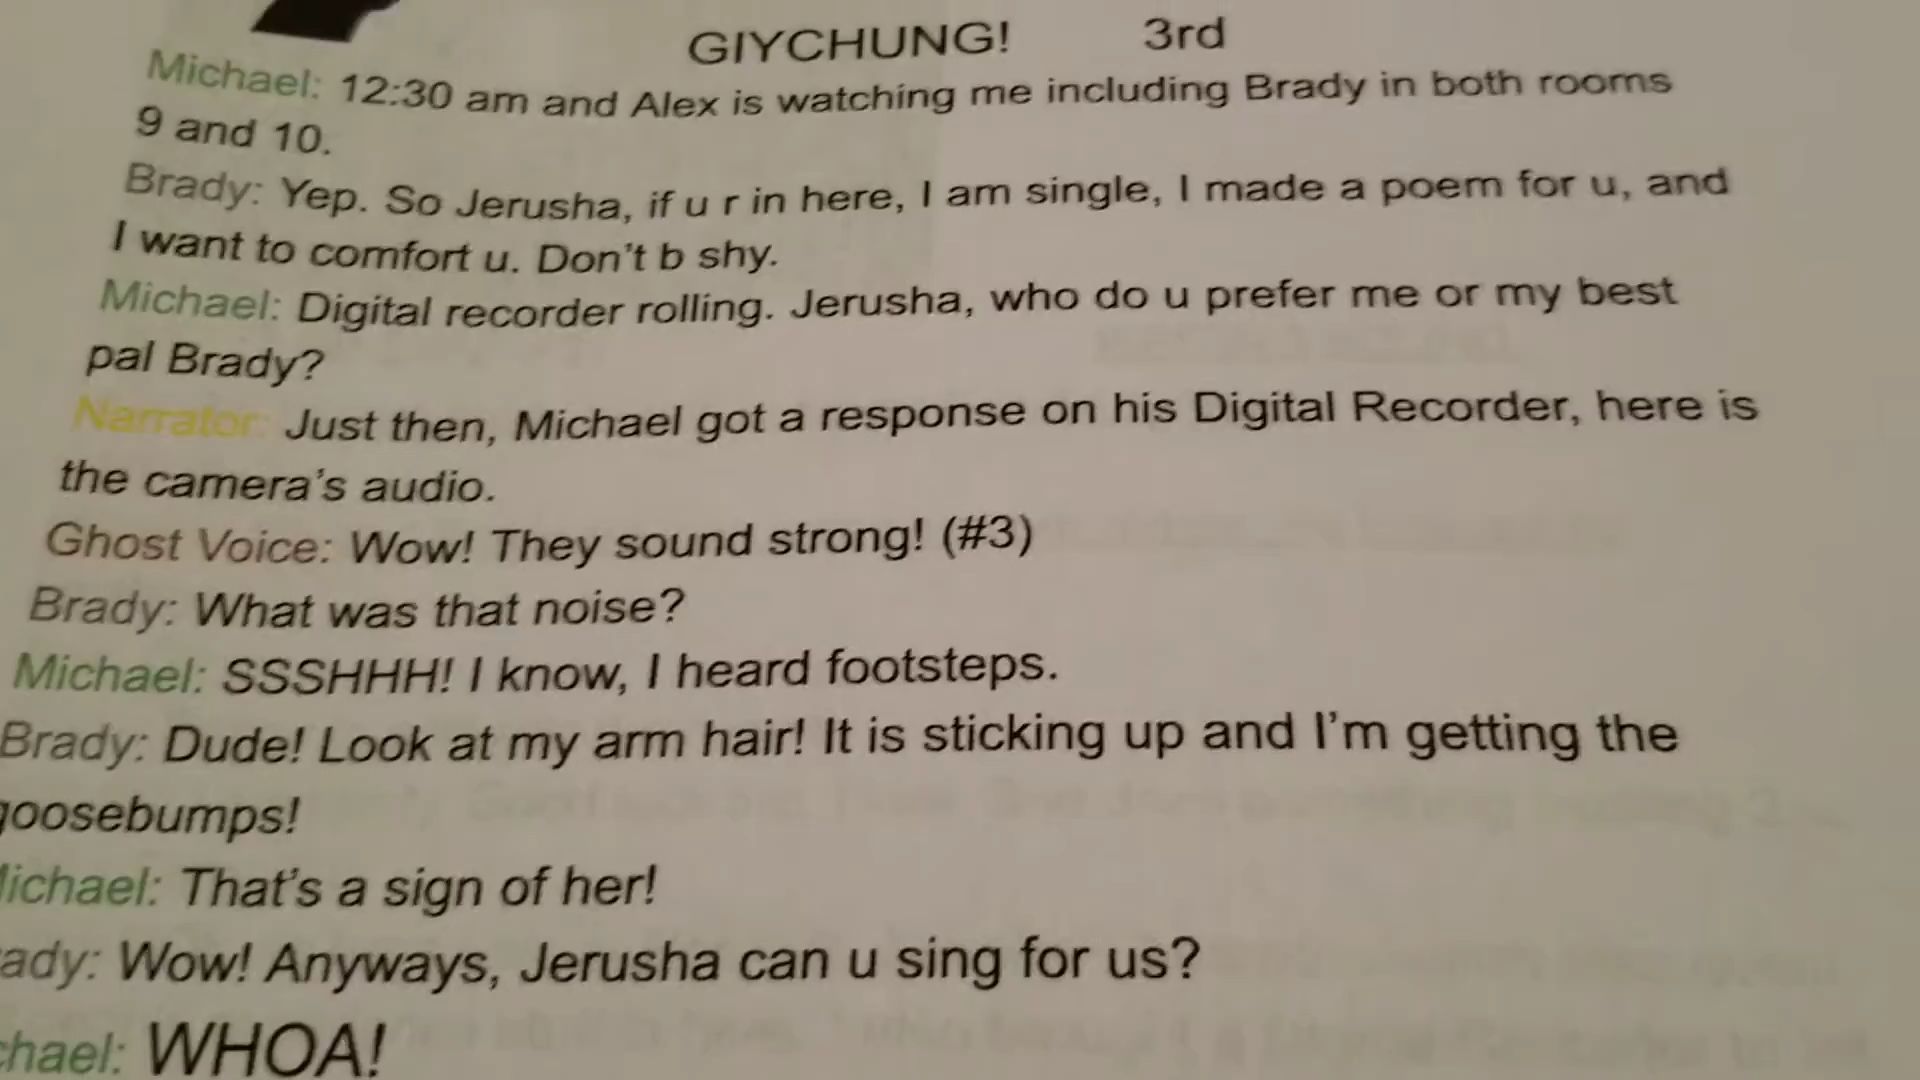 GIYCHUNG! 3rd
Michael: 12:30 am and Alex is watching me including Brady in both rooms
9 and 10.
Brady: Yep. So Jerusha, if u r in here, I am single, I made a poem for u, and
I want to comfort u. Don't b shy.
Michael: Digital recorder rolling. Jerusha, who do u prefer me or my best
pal Brady?
Narrator: Just then, Michael got a response on his Digital Recorder, here is
the camera's audio.
Ghost Voice: Wow! They sound strong! (#3)
Brady: What was that noise?
Michael: SSSHHH! I know, I heard footsteps.
Brady: Dude! Look at my arm hair! It is sticking up and I'm getting the
goosebumps!
Michael: That's a sign of her!
ady: Wow! Anyways, Jerusha can u sing for us?
chael: WHOA!